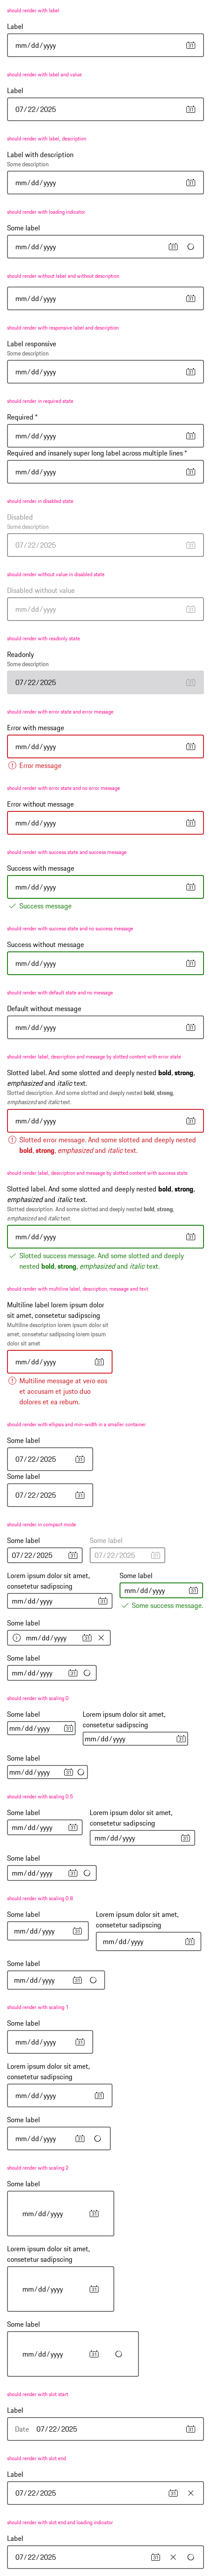 should render with label
Label
mm/dd/yyyy
should render with label and value
Label
07/22/2025
should render with label, description
Label with description
Some description
mm/dd/yyyy
should render with loading indicator
Some label
mm/dd/yyyy
should render without label and without description
mm/dd/yyyy
should render with responsive label and description
Label responsive
Some description
mm/dd/yyyy
should render in required state
Required *
mm/dd/yyyy
Required and insanely super long label across multiple lines *
mm/dd/yyyy
should render in disabled state
Disabled
Some description
07/22/2025
should render without value in disabled state
Disabled without value
mm/dd/yyyy
should render with readonly state
Readonly
Some description
07/22/2025
should render with error state and error message
Error with message
mm/dd/yyyy
Error message
should render with error state and no error message
Error without message
mm/dd/yyyy
should render with success state and success message
Success with message
mm/dd/yyyy
Success message
should render with success state and no success message
Success without message
mm/dd/yyyy
should render with default state and no message
Default without message
mm/dd/yyyy
should render label, description and message by slotted content with error state
Slotted label. And some slotted and deeply nested bold, strong,
emphasized and italic text.
Slotted description. And some slotted and deeply nested bold, strong,
emphasized and italic text.
mm/dd/yyyy
Slotted error message. And some slotted and deeply nested
bold, strong, emphasized and italic text.
should render label, description and message by slotted content with success state
Slotted label. And some slotted and deeply nested bold, strong,
emphasized and italic text.
Slotted description. And some slotted and deeply nested bold, strong,
emphasized and italic text.
mm/dd/yyyy
Slotted success message. And some slotted and deeply
nested bold, strong, emphasized and italic text.
should render with multiline label, description, message and text
Multiline label lorem ipsum dolor
sit amet, consetetur sadipscing
Multiline description lorem ipsum dolor sit
amet, consetetur sadipscing lorem ipsum
dolor sit amet
mm/dd/yyyy
Multiline message at vero eos
et accusam et justo duo
dolores et ea rebum.
should render with ellipsis and min-width in a smaller container
Some label
07/22/2025
Some label
07/22/2025
should render in compact mode
Some label Some label
07/22/2025 07/22/2025
Lorem ipsum dolor sit amet, Some label
consetetur sadipscing mm/dd/yyyy
mm/dd/yyyy Some success message.
Some label
mm/dd/yyyy
Some label
mm/dd/yyyy
should render with scaling 0
Some label Lorem ipsum dolor sit amet,
mm/dd/yyyy consetetur sadipscing
mm/dd/yyyy
Some label
mm/dd/yyyy
should render with scaling 0.5
Some label Lorem ipsum dolor sit amet,
mm/dd/yyyy consetetur sadipscing
mm/dd/yyyy
Some label
mm/dd/yyyy
should render with scaling 0.8
Some label Lorem ipsum dolor sit amet,
mm/dd/yyyy consetetur sadipscing
mm/dd/yyyy
Some label
mm/dd/yyyy
should render with scaling 1
Some label
mm/dd/yyyy
Lorem ipsum dolor sit amet,
consetetur sadipscing
mm/dd/yyyy
Some label
mm/dd/yyyy
should render with scaling 2
Some label
mm/dd/yyyy
Lorem ipsum dolor sit amet,
consetetur sadipscing
mm/dd/yyyy
Some label
mm/dd/yyyy
should render with slot start
Label
Date 07/22/2025
should render with slot end
Label
07/22/2025
should render with slot end and loading indicator
Label
07/22/2025